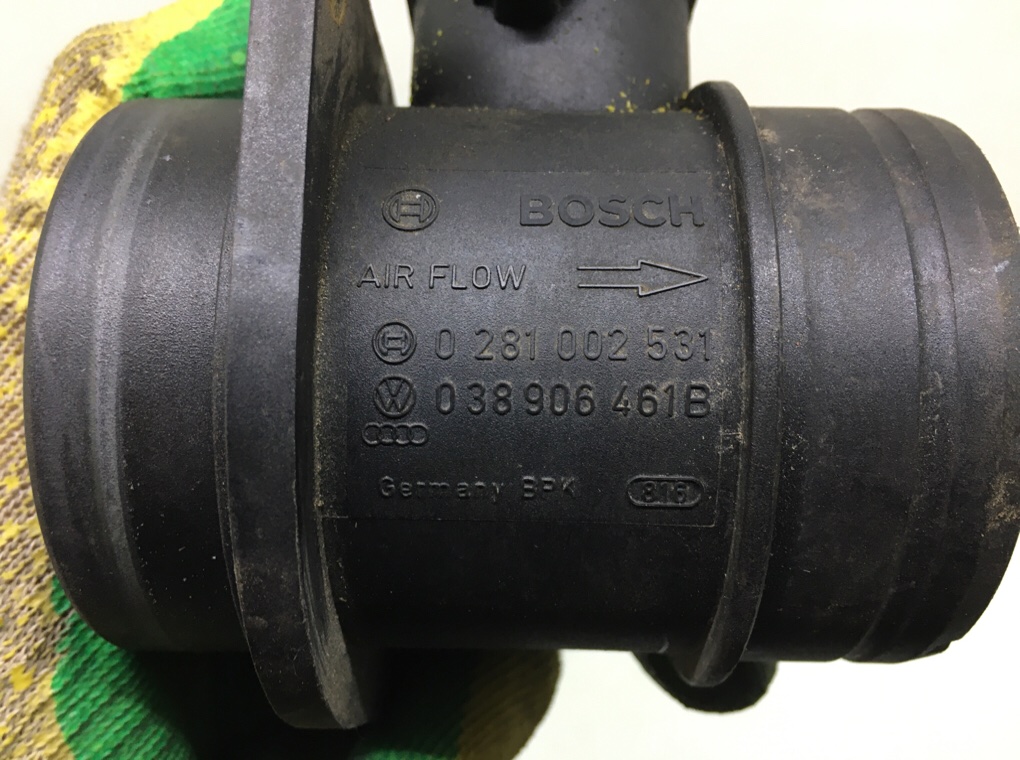 BOSCH
AIR FLOW
0 281 002 531
038 906 461B
Germany BPK 816